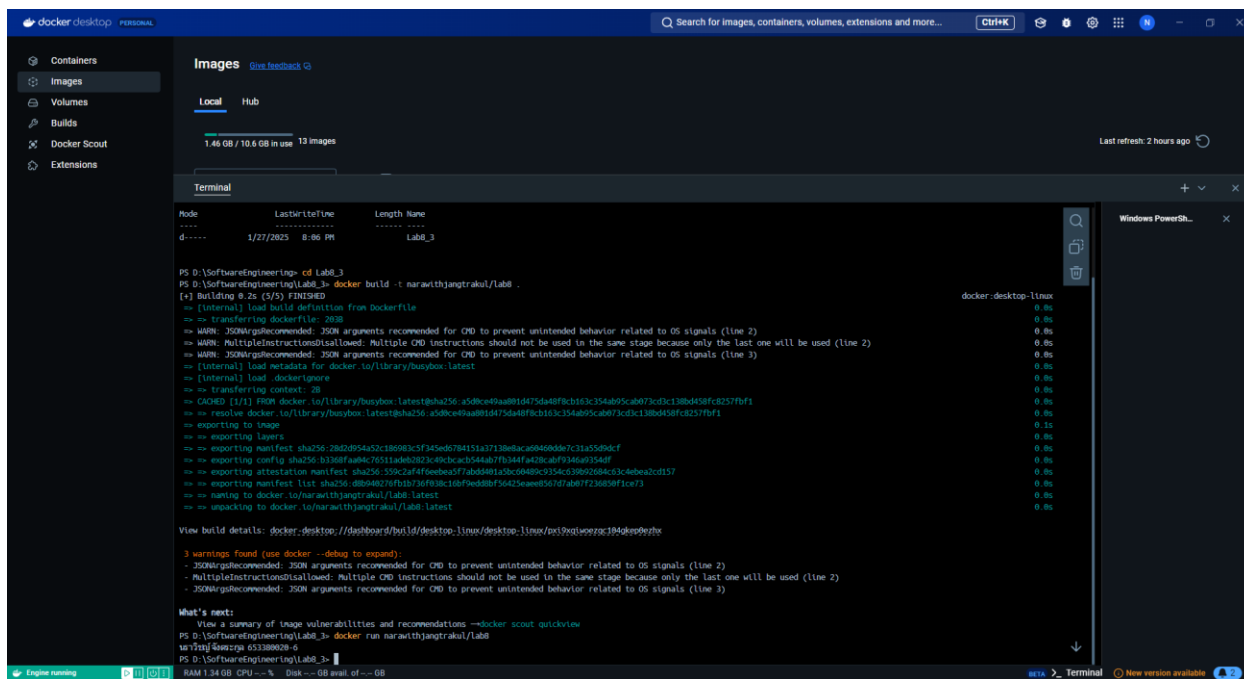 docker desktop PERSONAL
Search for images, containers, volumes, extensions and more... Ctrl+K
N
Containers
Images
Volumes
Builds
Docker Scout
Extensions
Images Give feedback
Local Hub
1.46 GB / 10.6 GB in use 13 images
Last refresh: 2 hours ago
Terminal
Windows PowerSh...
Mode LastWriteTime Length Name
---- ------------- ------ ----
d----- 1/27/2025 8:06 PM Lab8_3
PS D:\SoftwareEngineering> cd Lab8_3
PS D:\SoftwareEngineering\Lab8_3> docker build -t narawithjangtrakul/lab8 .
[+] Building 0.2s (5/5) FINISHED docker:desktop-linux
=> [internal] load build definition from Dockerfile 0.0s
=> => transferring dockerfile: 203B 0.0s
=> WARN: JSONArgsRecommended: JSON arguments recommended for CMD to prevent unintended behavior related to OS signals (line 2) 0.0s
=> WARN: MultipleInstructionsDisallowed: Multiple CMD instructions should not be used in the same stage because only the last one will be used (line 2) 0.0s
=> WARN: JSONArgsRecommended: JSON arguments recommended for CMD to prevent unintended behavior related to OS signals (line 3) 0.0s
=> [internal] load metadata for docker.io/library/busybox:latest 0.0s
=> [internal] load .dockerignore 0.0s
=> => transferring context: 2B 0.0s
=> CACHED [1/1] FROM docker.io/library/busybox:latest@sha256:a5d0ce49aa801d475da48f8cb163c354ab95cab073cd3c138bd458fc8257fbf1 0.0s
=> => resolve docker.io/library/busybox:latest@sha256:a5d0ce49aa801d475da48f8cb163c354ab95cab073cd3c138bd458fc8257fbf1 0.0s
=> exporting to image 0.1s
=> => exporting layers 0.0s
=> => exporting manifest 0.0s
=> => exporting config 0.0s
=> => exporting attestation manifest 0.0s
=> => exporting manifest list 0.0s
=> => naming to docker.io/narawithjangtrakul/lab8:latest 0.0s
=> => unpacking to docker.io/narawithjangtrakul/lab8:latest 0.0s
View build details:
3 warnings found (use docker --debug to expand):
- JSONArgsRecommended: JSON arguments recommended for CMD to prevent unintended behavior related to OS signals (line 2)
- MultipleInstructionsDisallowed: Multiple CMD instructions should not be used in the same stage because only the last one will be used (line 2)
- JSONArgsRecommended: JSON arguments recommended for CMD to prevent unintended behavior related to OS signals (line 3)
What's next:
View a summary of image vulnerabilities and recommendations → docker scout quickview
PS D:\SoftwareEngineering\Lab8_3> docker run narawithjangtrakul/lab8
653380020-6
PS D:\SoftwareEngineering\Lab8_3>
Engine running RAM 1.34 GB CPU --.-- % Disk --.-- GB avail. of --.-- GB BETA >_ Terminal New version available 2